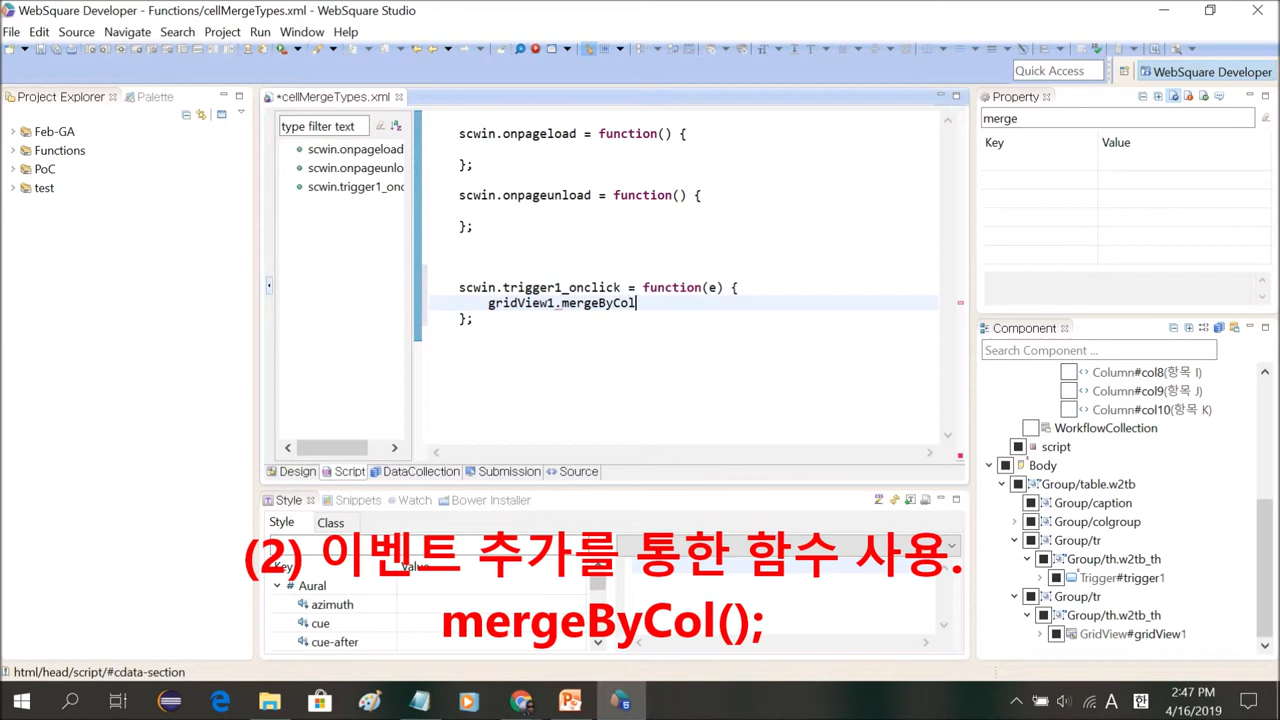 WebSquare Developer - Functions/cellMergeTypes.xml - WebSquare Studio
File Edit Source Navigate Search Project Run Window Help
Quick Access
WebSquare Developer
Project Explorer
Palette
Feb-GA
Functions
PoC
test
*cellMergeTypes.xml
type filter text
scwin.onpageload
scwin.onpageunlo
scwin.trigger1_onc
scwin.onpageload = function() {
};
scwin.onpageunload = function() {
};
scwin.trigger1_onclick = function(e) {
gridView1.mergeByCol
};
Design Script DataCollection Submission Source
Style Snippets Watch Bower Installer
Style Class
Key Value
Aural
azimuth
cue
cue-after
(2) 이벤트 추가를 통한 함수 사용.
mergeByCol();
Property
merge
Key Value
Component
Search Component ...
Column#col8(항목 I)
Column#col9(항목 J)
Column#col10(항목 K)
WorkflowCollection
script
Body
Group/table.w2tb
Group/caption
Group/colgroup
Group/tr
Group/th.w2tb_th
Trigger#trigger1
Group/tr
Group/th.w2tb_th
GridView#gridView1
html/head/script/#cdata-section
A 한
2:47 PM
4/16/2019